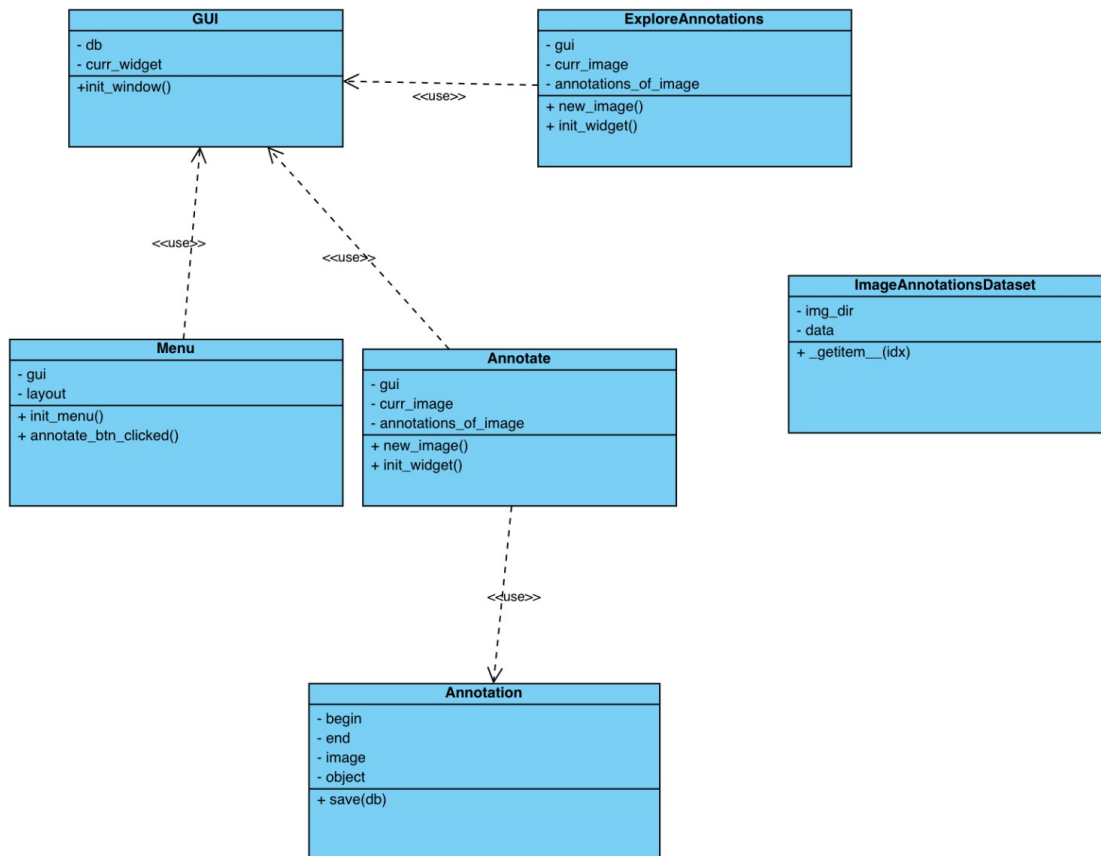 GUI
- db
- curr_widget
+init_window()
ExploreAnnotations
- gui
- curr_image
- annotations_of_image
+ new_image()
+ init_widget()
<<use>>
<<use>>
<<use>>
ImageAnnotationsDataset
- img_dir
- data
+ _getitem__(idx)
Menu
- gui
- layout
+ init_menu()
+ annotate_btn_clicked()
Annotate
- gui
- curr_image
- annotations_of_image
+ new_image()
+ init_widget()
<<use>>
Annotation
- begin
- end
- image
- object
+ save(db)